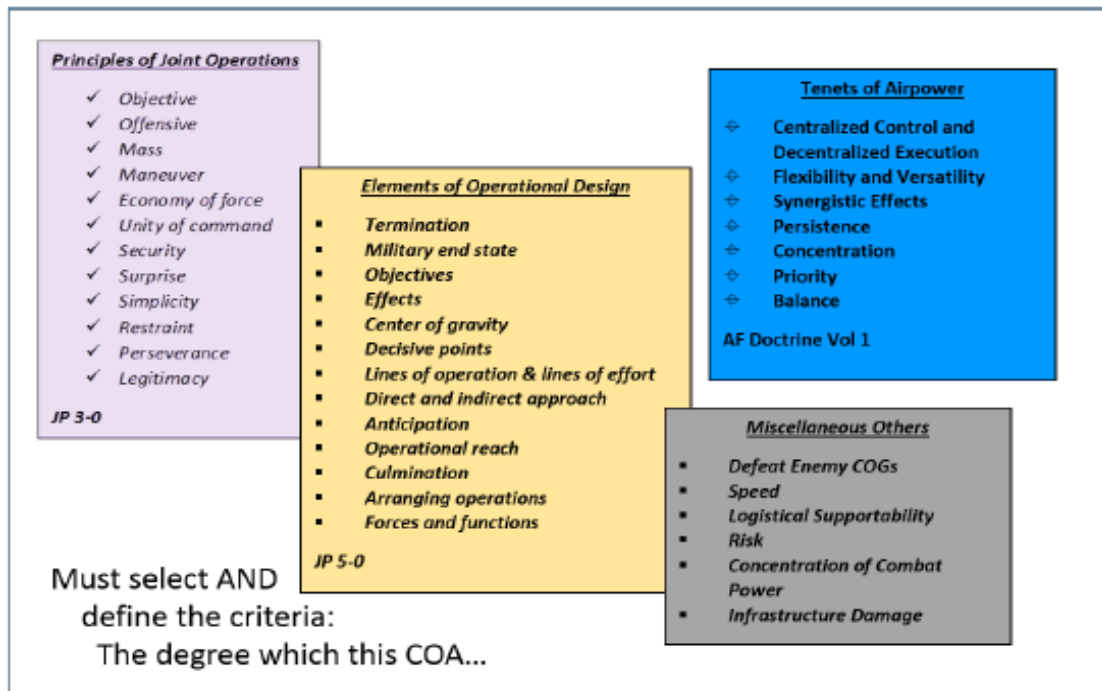 Principles of Joint Operations
✓ Objective
✓ Offensive
✓ Mass
✓ Maneuver
✓ Economy of force
✓ Unity of command
✓ Security
✓ Surprise
✓ Simplicity
✓ Restraint
✓ Perseverance
✓ Legitimacy
JP 3-0
Elements of Operational Design
▪ Termination
▪ Military end state
▪ Objectives
▪ Effects
▪ Center of gravity
▪ Decisive points
▪ Lines of operation & lines of effort
▪ Direct and indirect approach
▪ Anticipation
▪ Operational reach
▪ Culmination
▪ Arranging operations
▪ Forces and functions
JP 5-0
Tenets of Airpower
Centralized Control and
Decentralized Execution
Flexibility and Versatility
Synergistic Effects
Persistence
Concentration
Priority
Balance
AF Doctrine Vol 1
Miscellaneous Others
▪ Defeat Enemy COGs
▪ Speed
▪ Logistical Supportability
▪ Risk
▪ Concentration of Combat
Power
▪ Infrastructure Damage
Must select AND
define the criteria:
The degree which this COA...